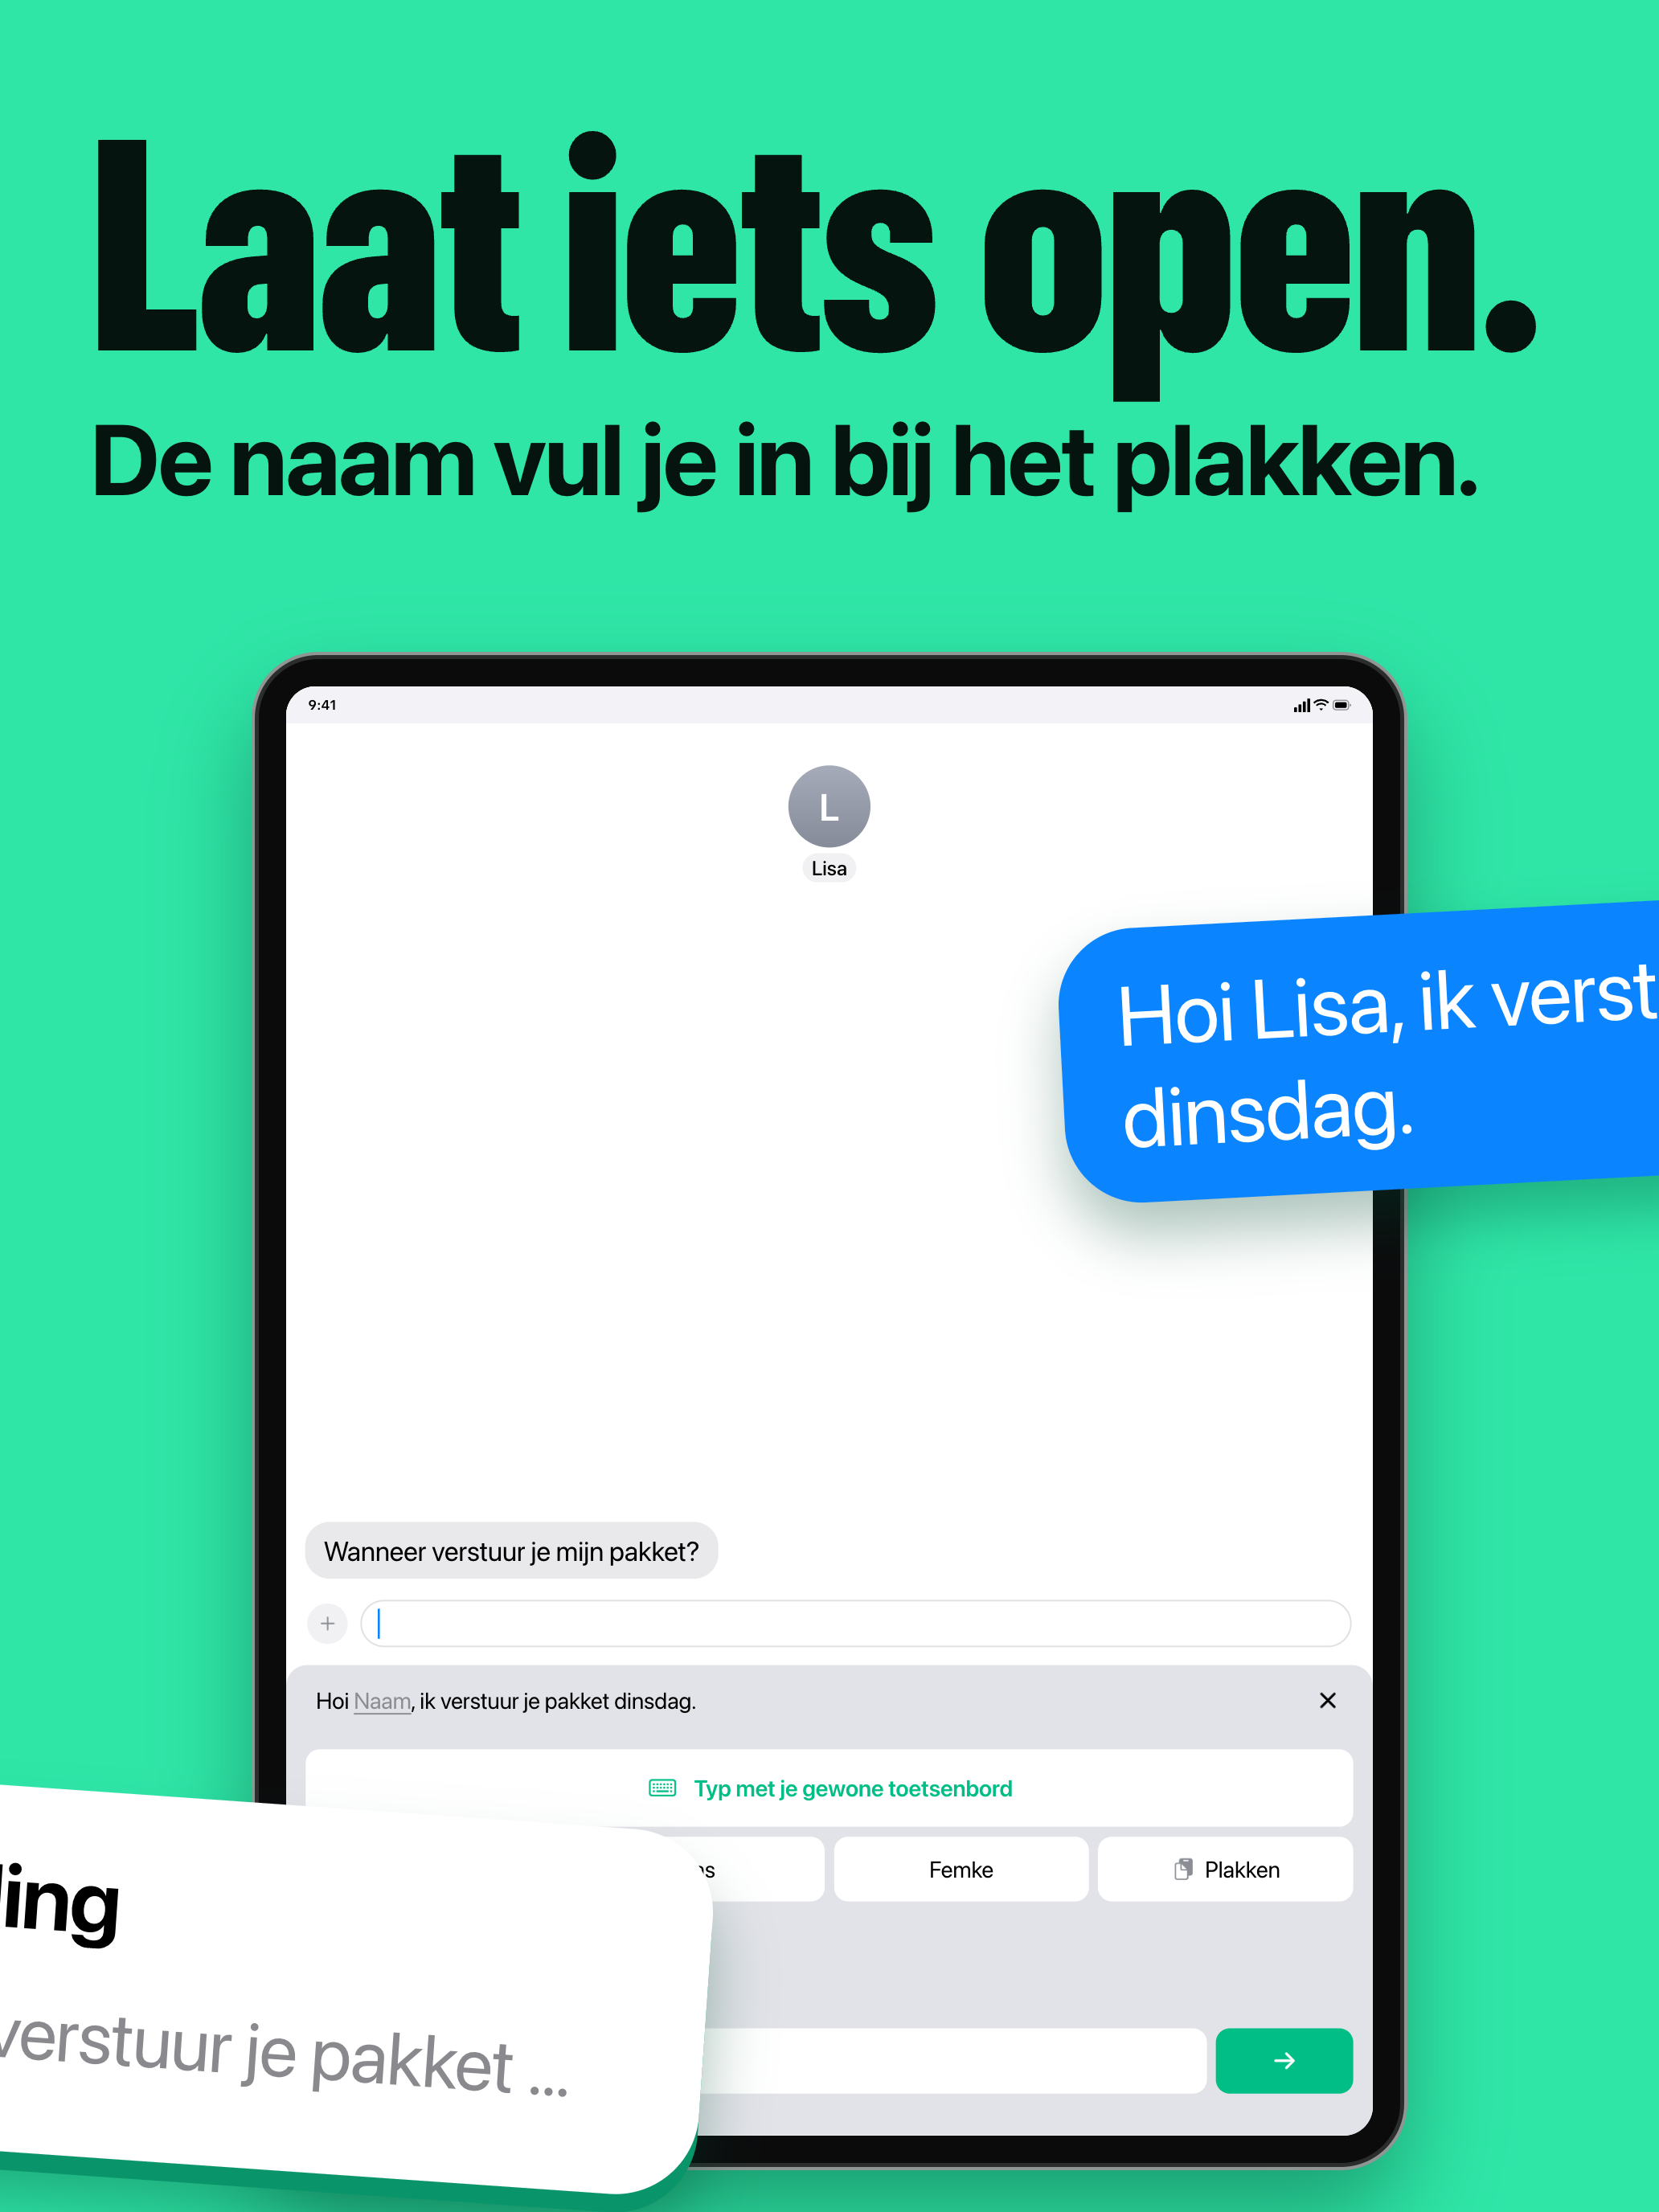 Laat iets open.
De naam vul je in bij het plakken.
9:41
L
Lisa
Hoi Lisa, ik
dinsdag.
Wanneer verstuur je mijn pakket?
Hoi Naam, ik verstuur je pakket dinsdag.
Typ met je gewone toetsenbord
Femke
Plakken
verstuur je pakket ...